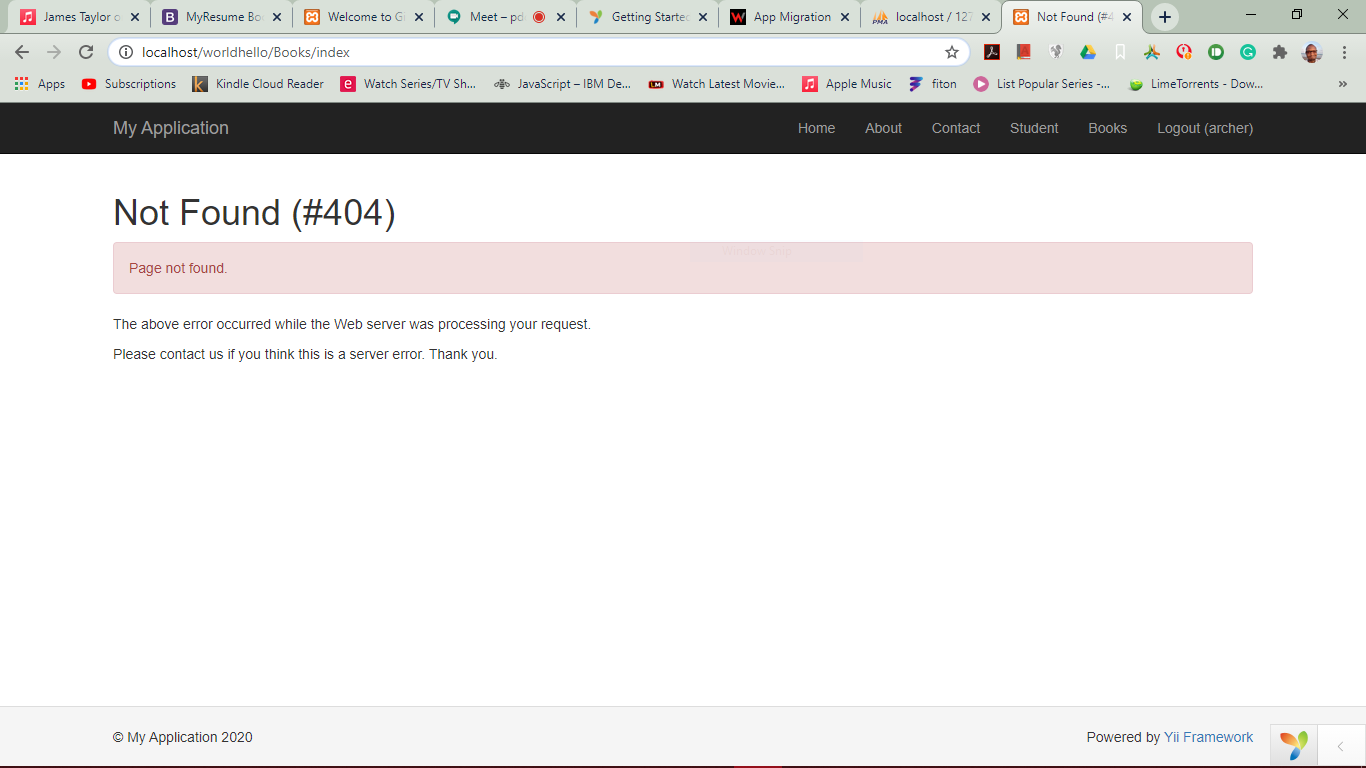 James Taylor o
MyResume Bo
Welcome to G
Meet – pd
Getting Starte
App Migration
localhost / 127
Not Found (#4
localhost/worldhello/Books/index
Apps
Subscriptions
Kindle Cloud Reader
Watch Series/TV Sh...
JavaScript – IBM De...
Watch Latest Movie...
Apple Music
fiton
List Popular Series -...
LimeTorrents - Dow...
»
My Application
Home
About
Contact
Student
Books
Logout (archer)
Not Found (#404)
Page not found.
The above error occurred while the Web server was processing your request.
Please contact us if you think this is a server error. Thank you.
© My Application 2020
Powered by Yii Framework